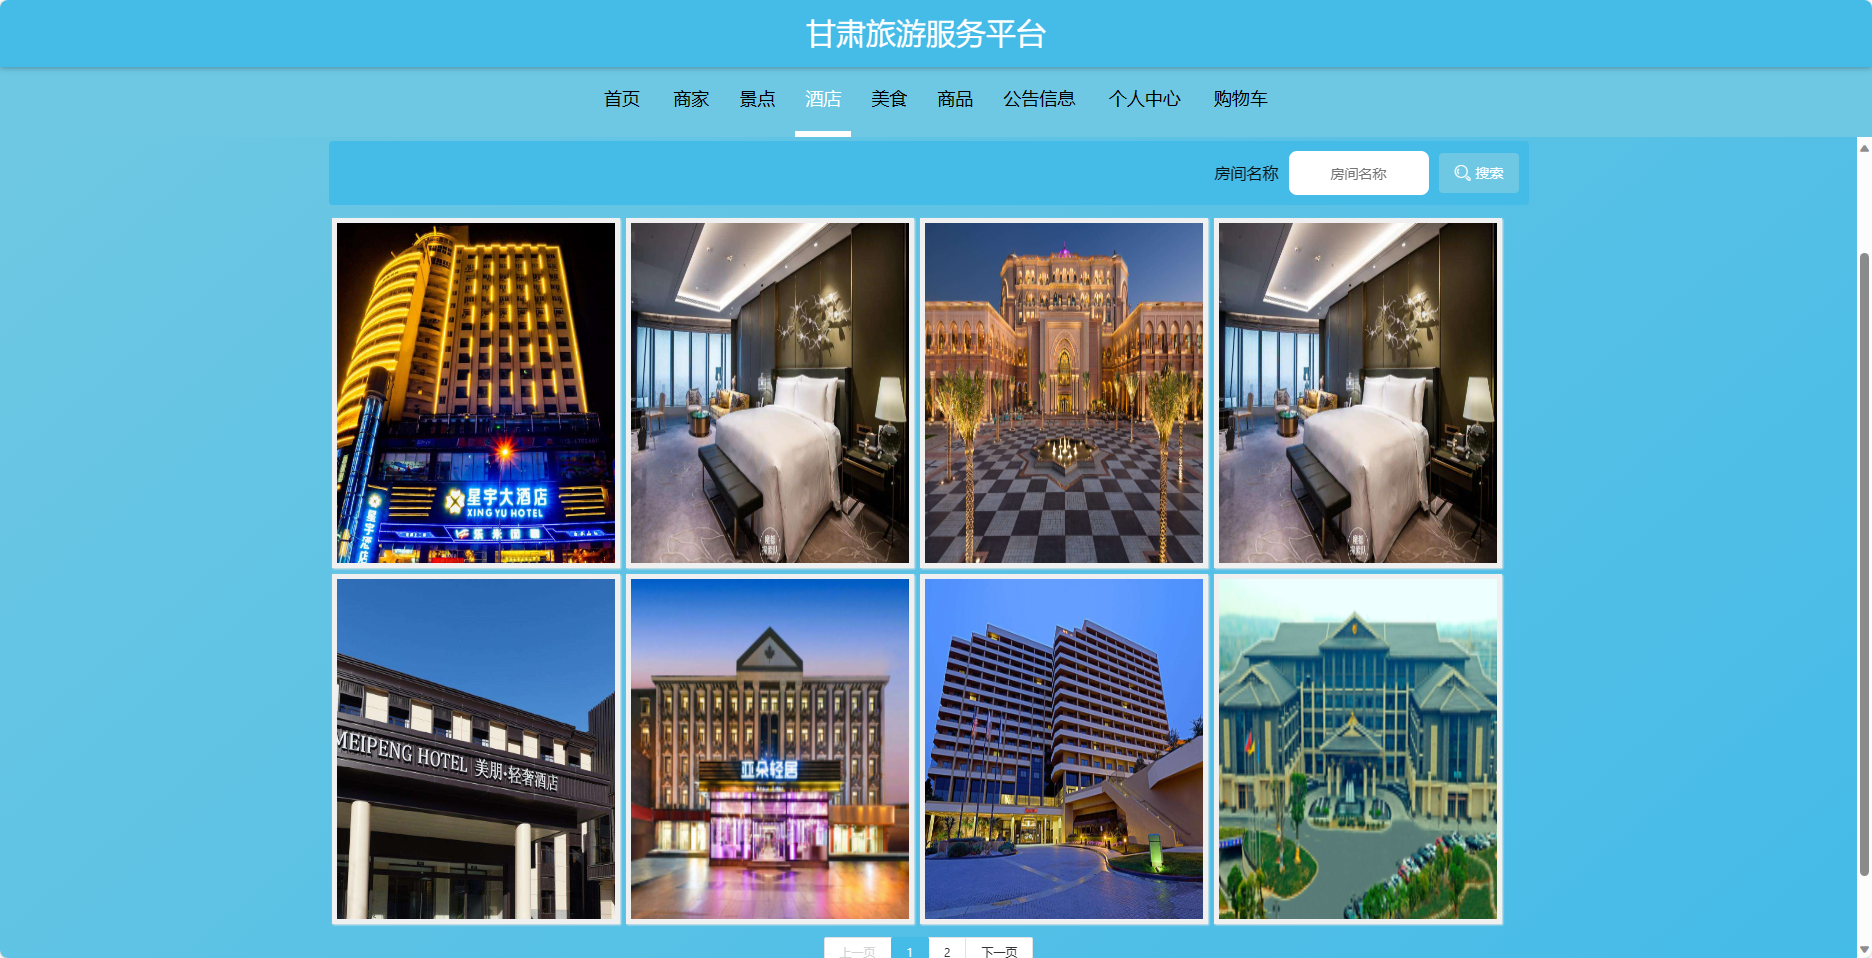 甘肃旅游服务平台
首页 商家 景点 酒店 美食 商品 公告信息 个人中心 购物车
房间名称 房间名称 搜索
星宇大酒店
XING YU HOTEL
MEIPENG HOTEL 美朋·轻奢酒店
亚朵轻居
上一页 1 2 下一页